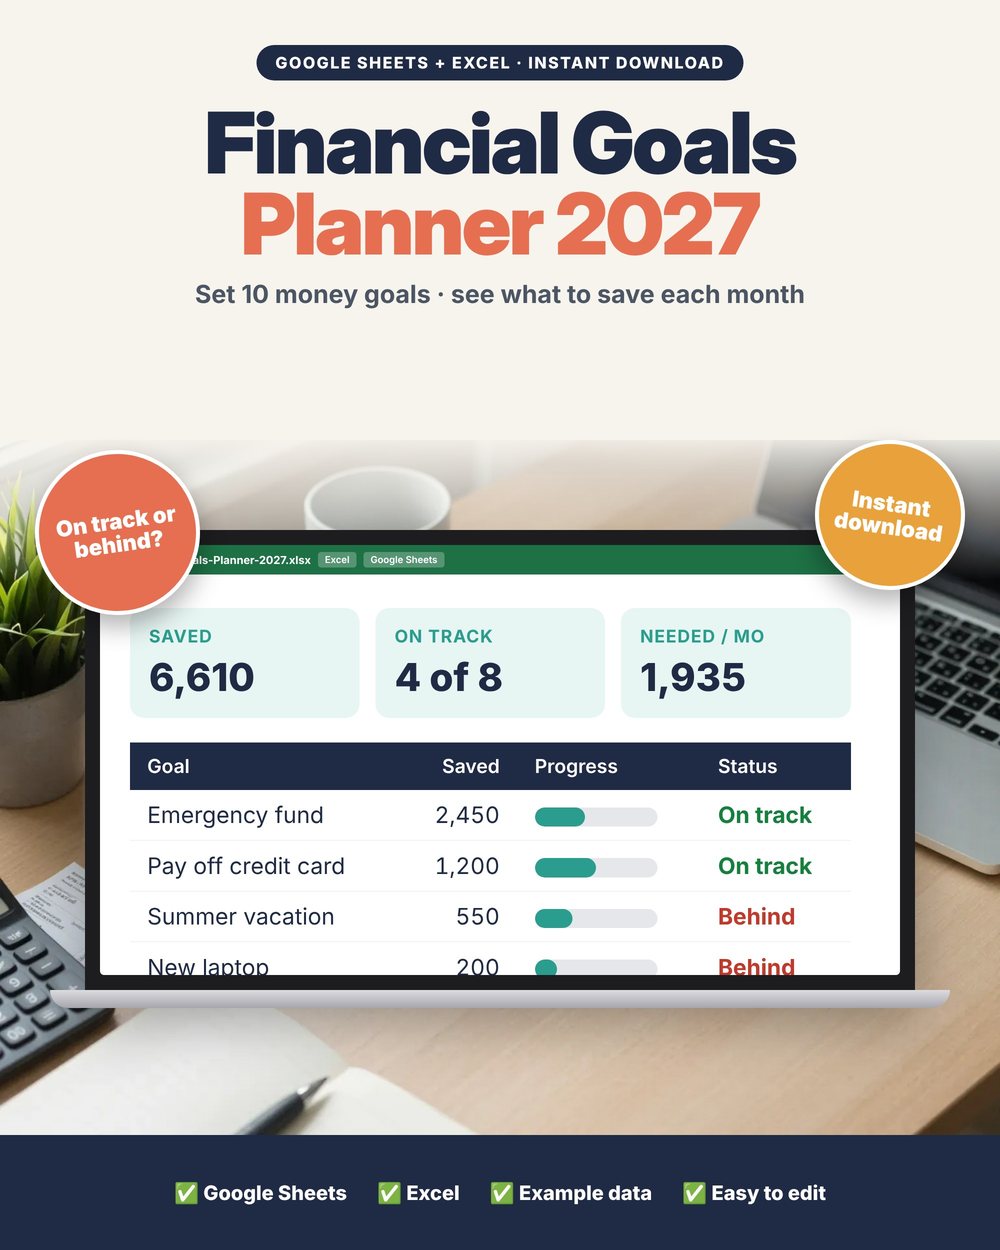 GOOGLE SHEETS + EXCEL · INSTANT DOWNLOAD
Financial Goals
Planner 2027
Set 10 money goals · see what to save each month
On track or
behind?
Instant
download
als-Planner-2027.xlsx Excel Google Sheets
SAVED ON TRACK NEEDED / MO
6,610 4 of 8 1,935
Goal Saved Progress Status
Emergency fund 2,450 On track
Pay off credit card 1,200 On track
Summer vacation 550 Behind
New laptop 200 Behind
✅ Google Sheets ✅ Excel ✅ Example data ✅ Easy to edit